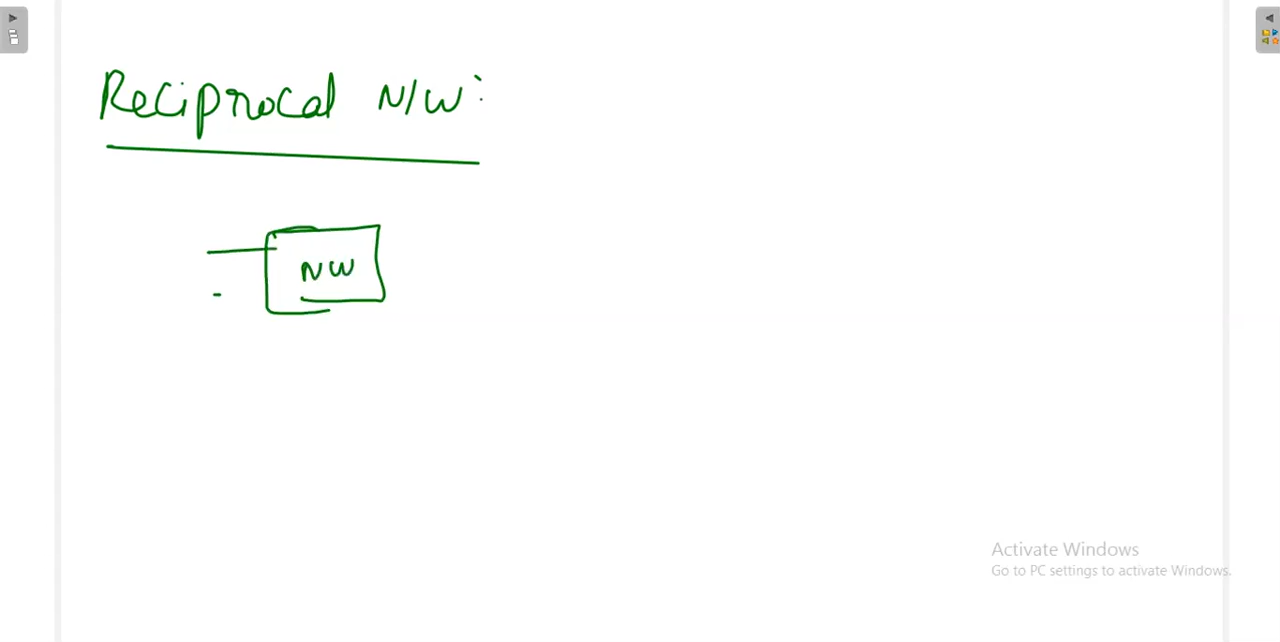 Reciprocal N/W:
NW
Activate Windows
Go to PC settings to activate Windows.